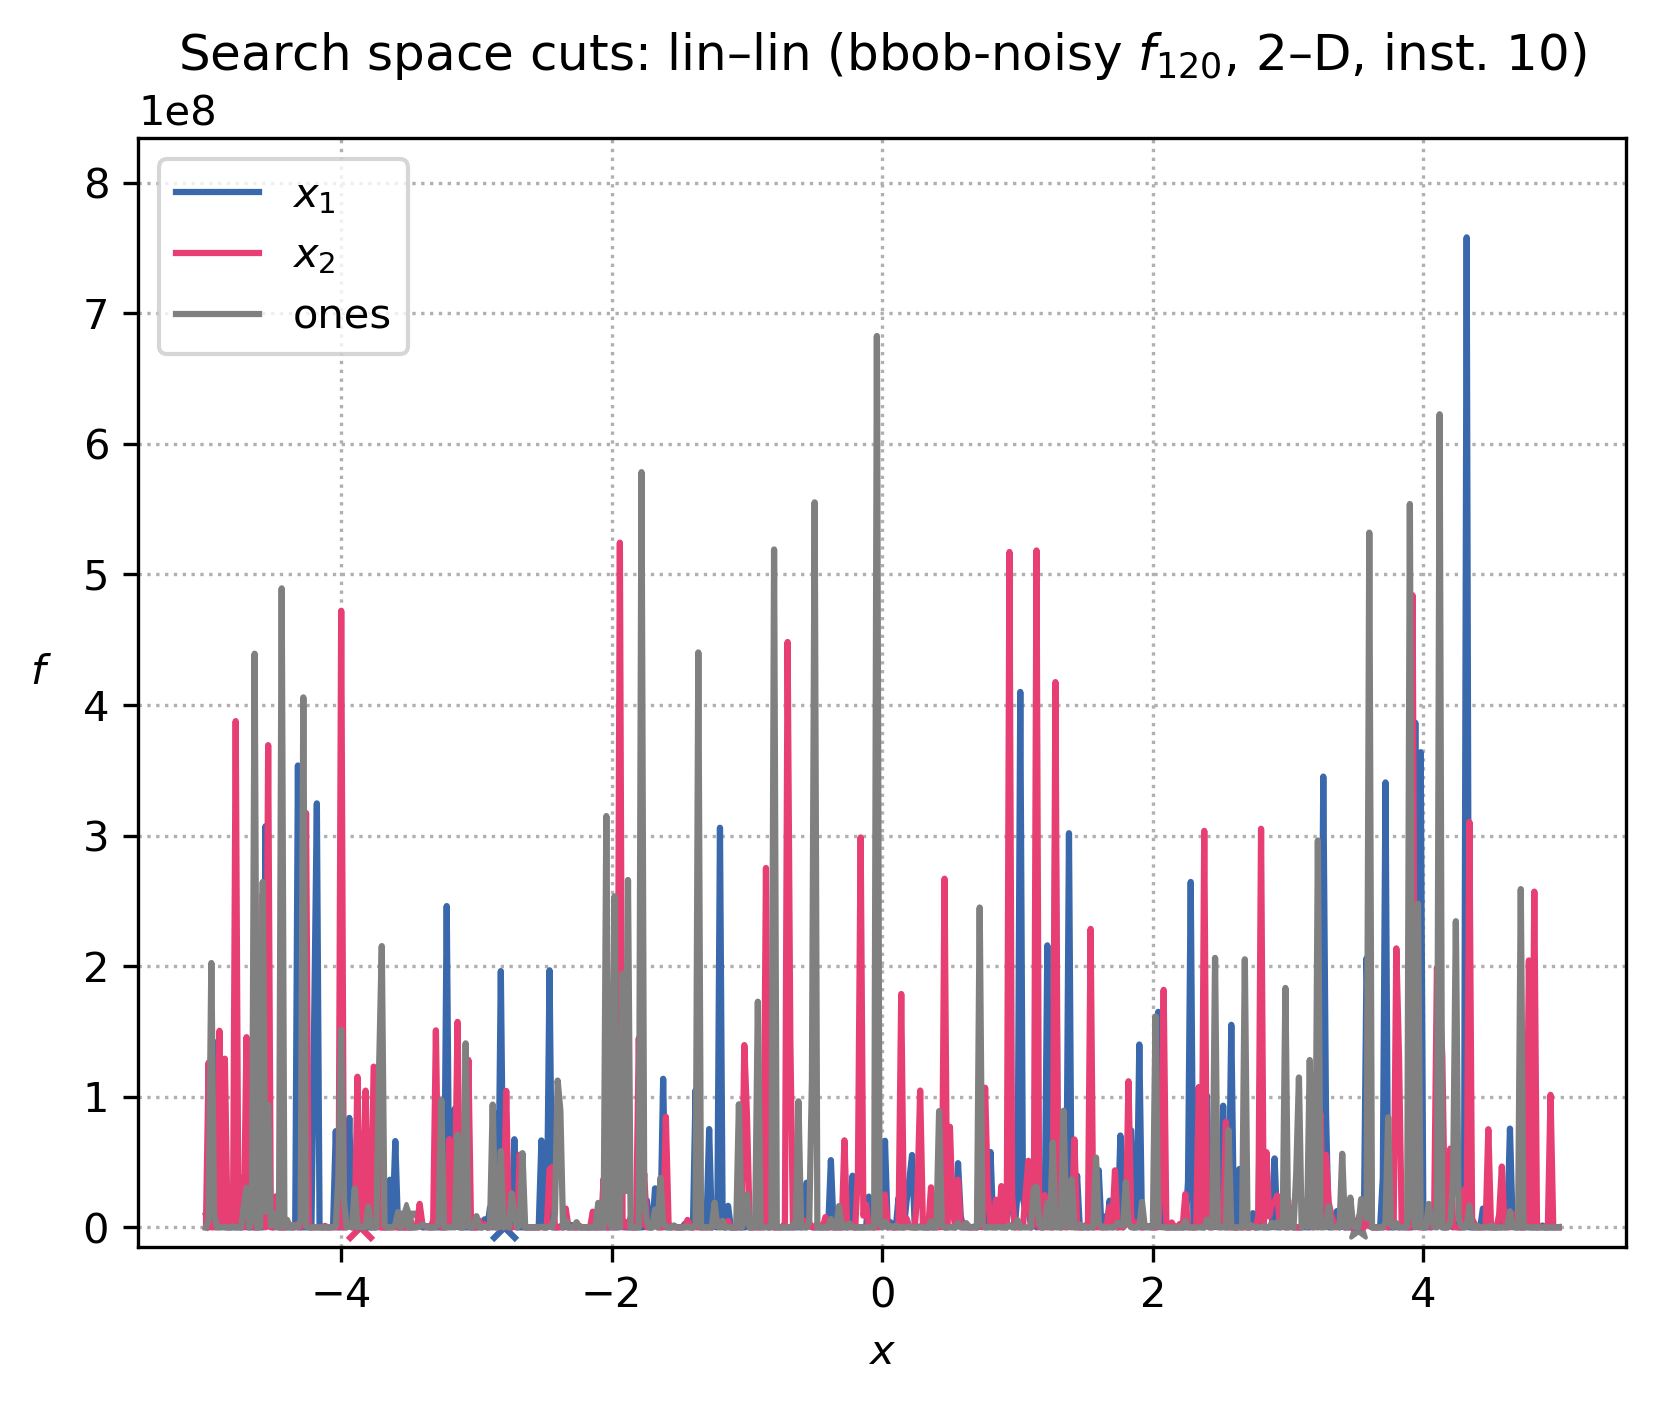 Search space cuts: lin–lin (bbob-noisy f₁₂₀, 2–D, inst. 10)
1e8
8
7
6
5
4
3
2
1
0
f
x₁
x₂
ones
−4
−2
0
2
4
x